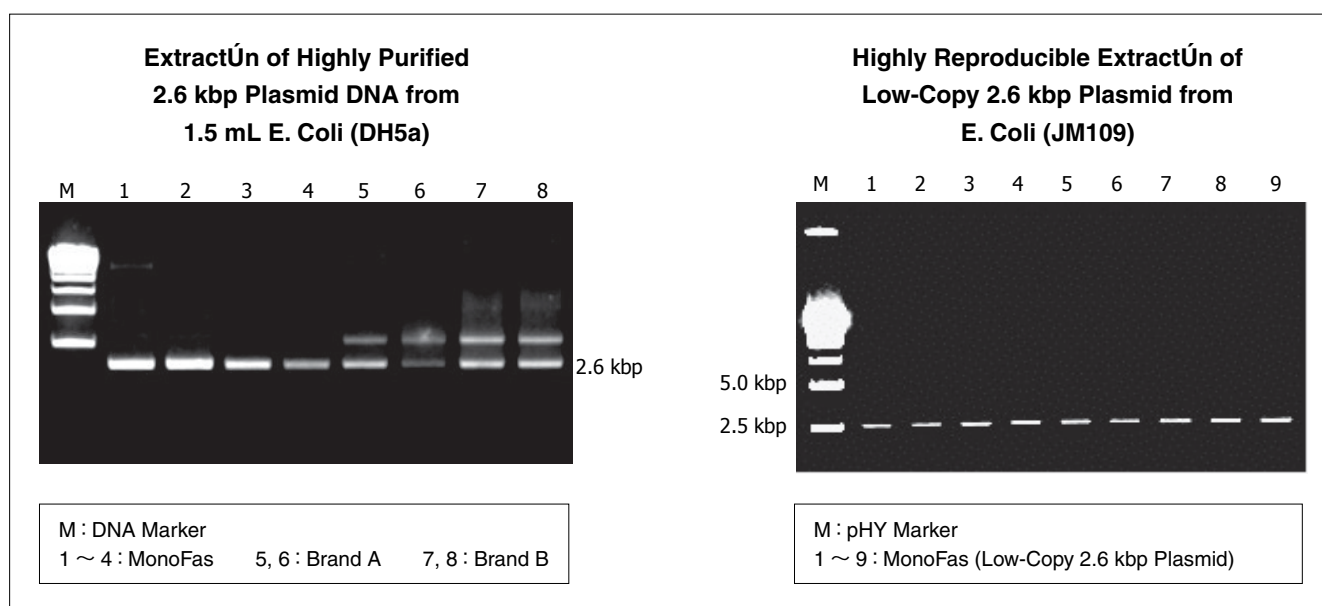 ExtractÚn of Highly Purified
2.6 kbp Plasmid DNA from
1.5 mL E. Coli (DH5a)
M 1 2 3 4 5 6 7 8
2.6 kbp
M : DNA Marker
1 ～ 4 : MonoFas 5, 6 : Brand A 7, 8 : Brand B
Highly Reproducible ExtractÚn of
Low-Copy 2.6 kbp Plasmid from
E. Coli (JM109)
M 1 2 3 4 5 6 7 8 9
5.0 kbp
2.5 kbp
M : pHY Marker
1 ～ 9 : MonoFas (Low-Copy 2.6 kbp Plasmid)